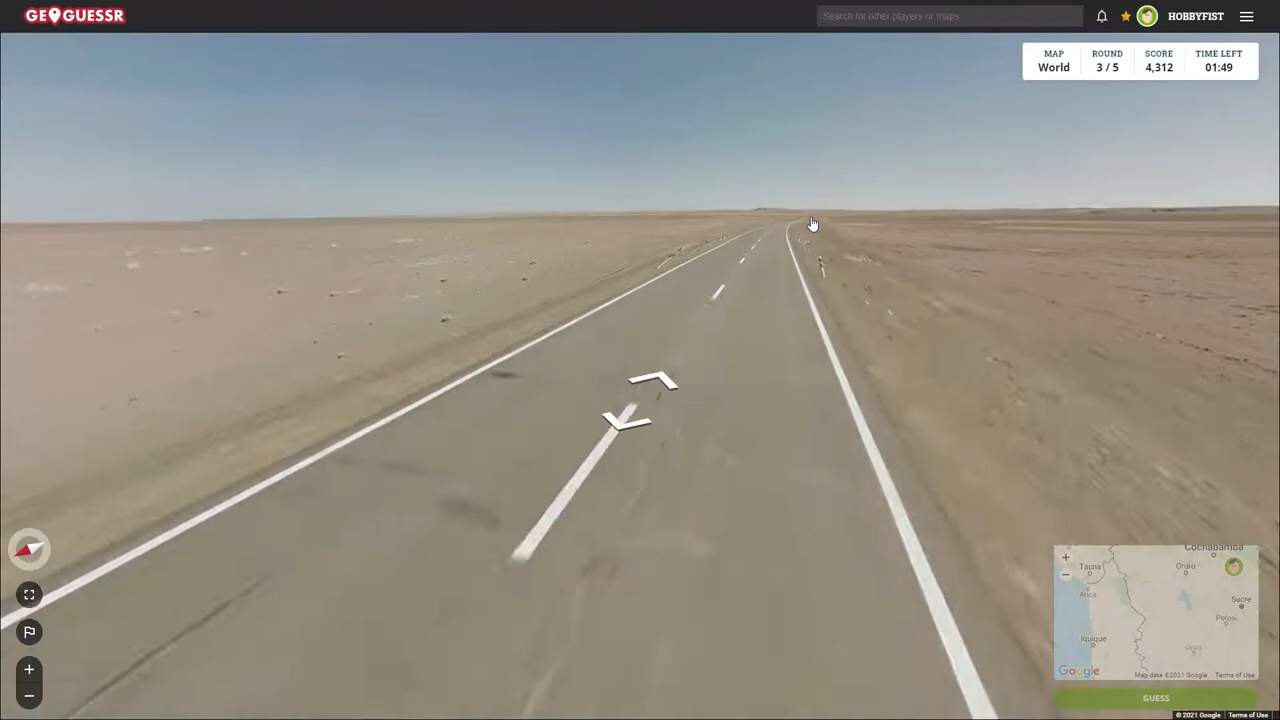 GEOGUESSR
Search for other players or maps
HOBBYFIST
MAP
World
ROUND
3 / 5
SCORE
4,312
TIME LEFT
01:49
Cochabamba
Tacna
Oruro
Arica
Sucre
Potosi
Iquique
Uyuni
Google
Map data ©2021 Google
Terms of Use
GUESS
© 2021 Google
Terms of Use